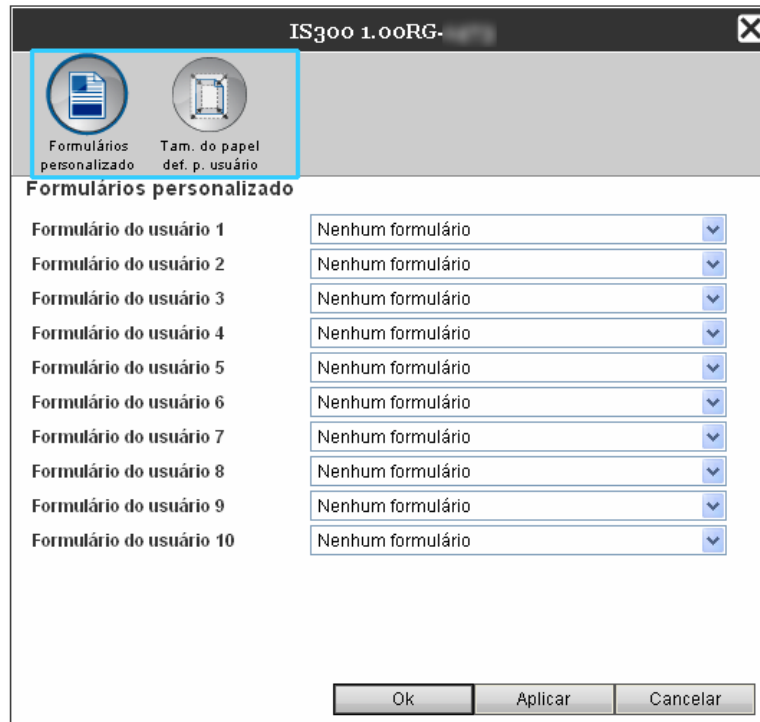 IS300 1.00RG-
Formulários
personalizado
Tam. do papel
def. p. usuário
Formulários personalizado
Formulário do usuário 1 Nenhum formulário
Formulário do usuário 2 Nenhum formulário
Formulário do usuário 3 Nenhum formulário
Formulário do usuário 4 Nenhum formulário
Formulário do usuário 5 Nenhum formulário
Formulário do usuário 6 Nenhum formulário
Formulário do usuário 7 Nenhum formulário
Formulário do usuário 8 Nenhum formulário
Formulário do usuário 9 Nenhum formulário
Formulário do usuário 10 Nenhum formulário
Ok Aplicar Cancelar